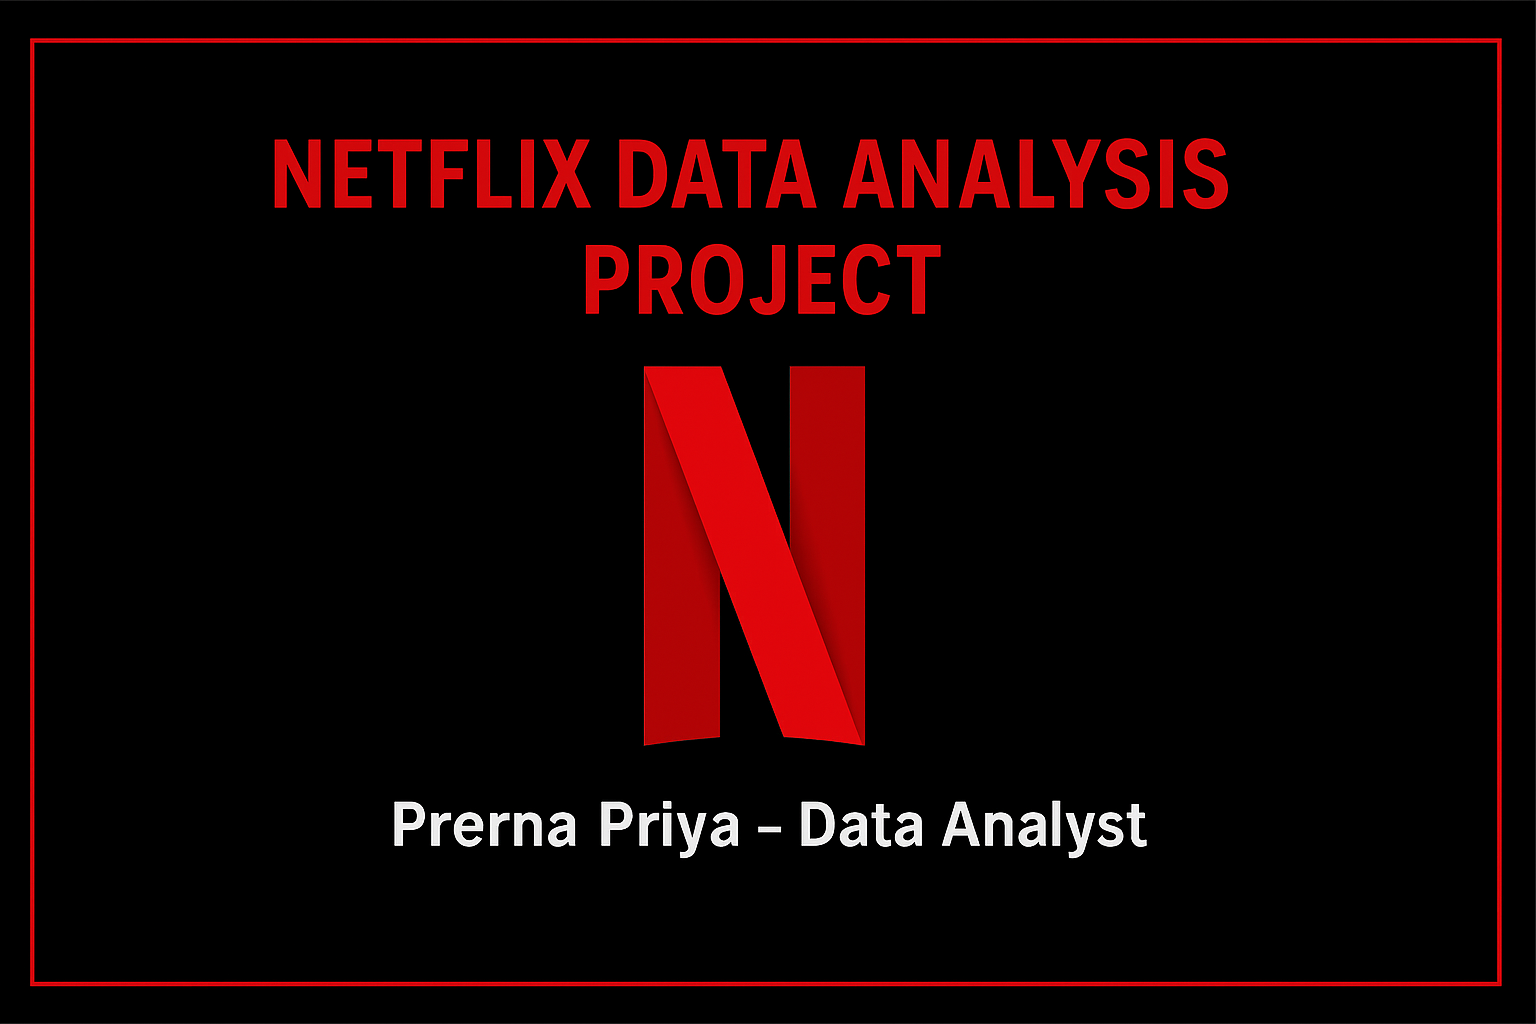 NETFLIX DATA ANALYSIS
PROJECT
N
Prerna Priya – Data Analyst